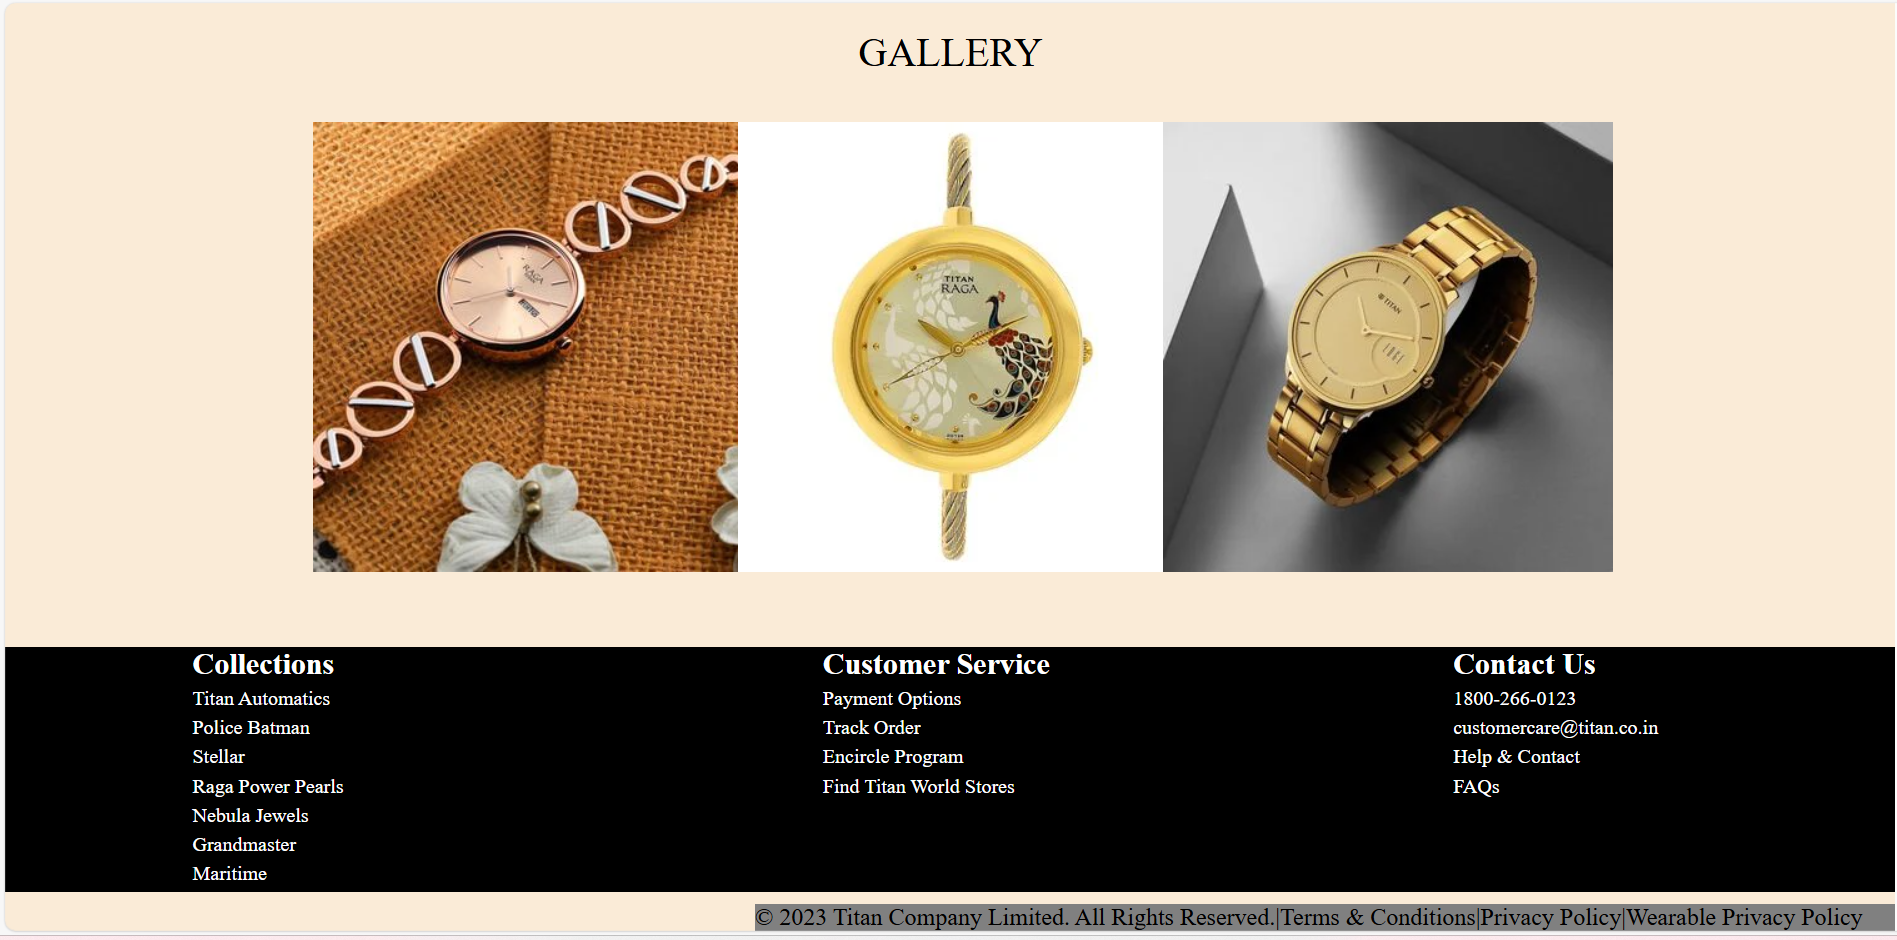 GALLERY
RAGA
TITAN
RAGA
TITAN
Collections
Titan Automatics
Police Batman
Stellar
Raga Power Pearls
Nebula Jewels
Grandmaster
Maritime
Customer Service
Payment Options
Track Order
Encircle Program
Find Titan World Stores
Contact Us
1800-266-0123
customercare@titan.co.in
Help & Contact
FAQs
© 2023 Titan Company Limited. All Rights Reserved.|Terms & Conditions|Privacy Policy|Wearable Privacy Policy